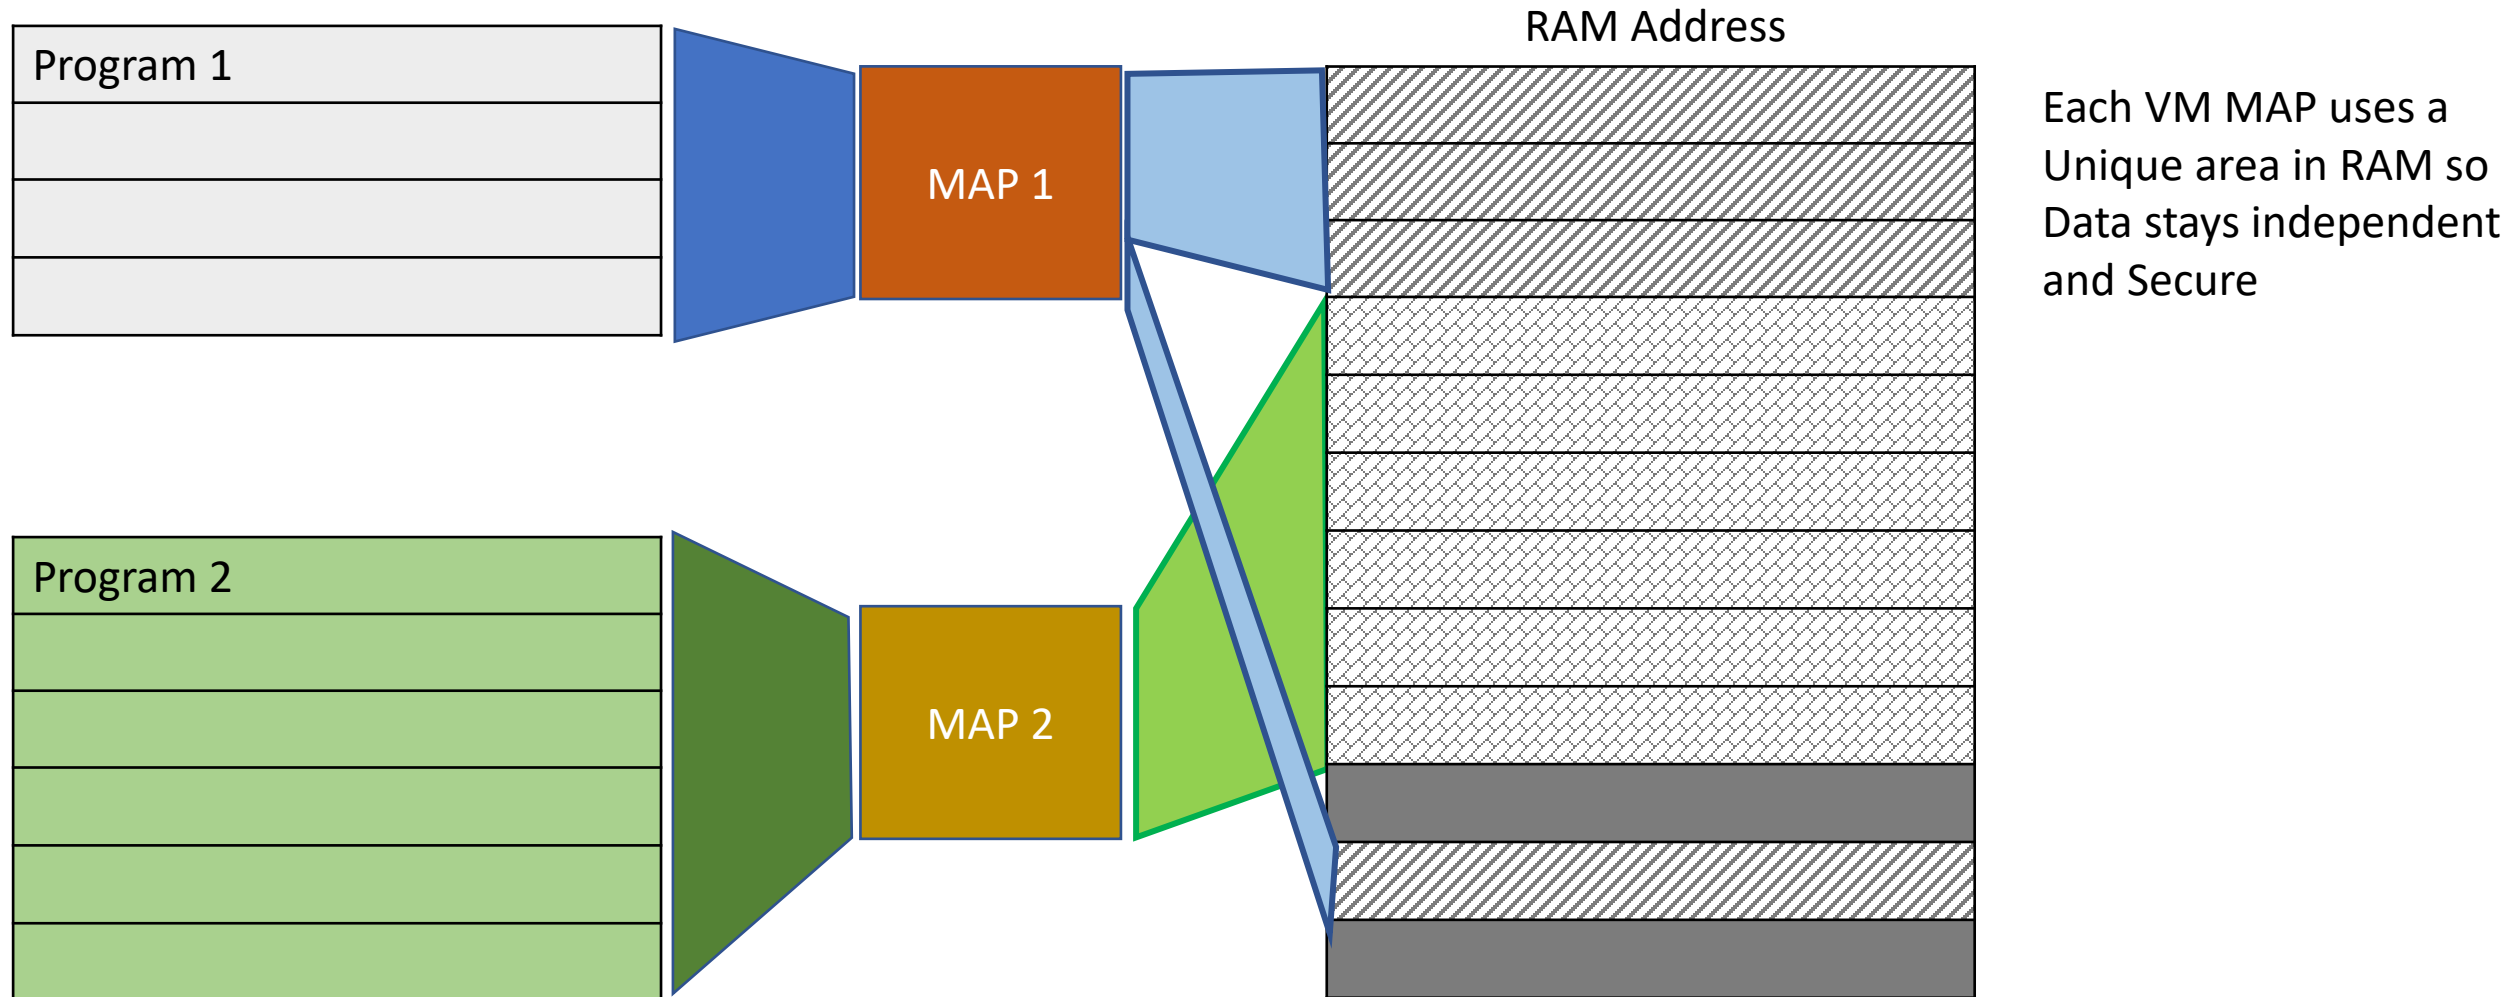 RAM Address
Program 1
MAP 1
Each VM MAP uses a
Unique area in RAM so
Data stays independent
and Secure
Program 2
MAP 2